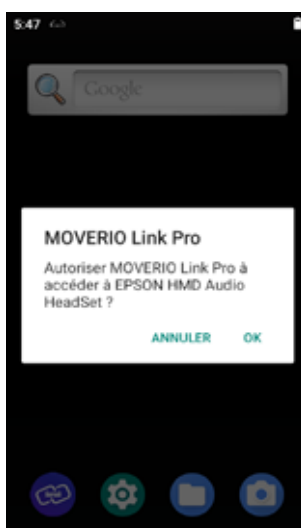 5:47
Google
MOVERIO Link Pro
Autoriser MOVERIO Link Pro à
accéder à EPSON HMD Audio
HeadSet ?
ANNULER OK